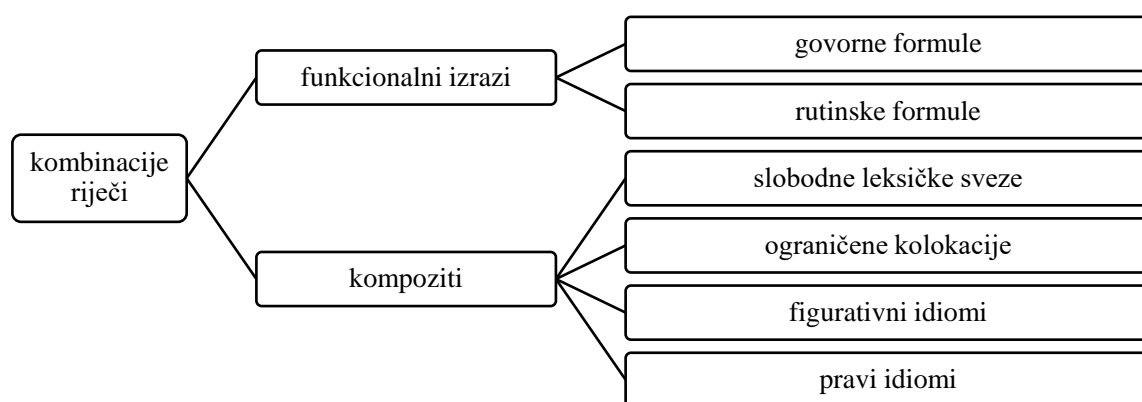 kombinacije
riječi
funkcionalni izrazi
govorne formule
rutinske formule
kompoziti
slobodne leksičke sveze
ograničene kolokacije
figurativni idiomi
pravi idiomi